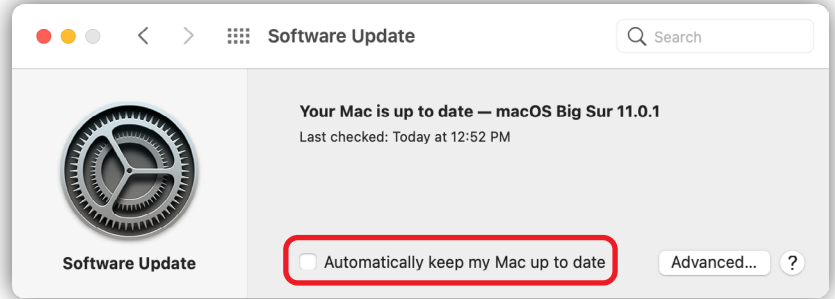 Software Update
Search
Your Mac is up to date — macOS Big Sur 11.0.1
Last checked: Today at 12:52 PM
Software Update
Automatically keep my Mac up to date
Advanced...
?